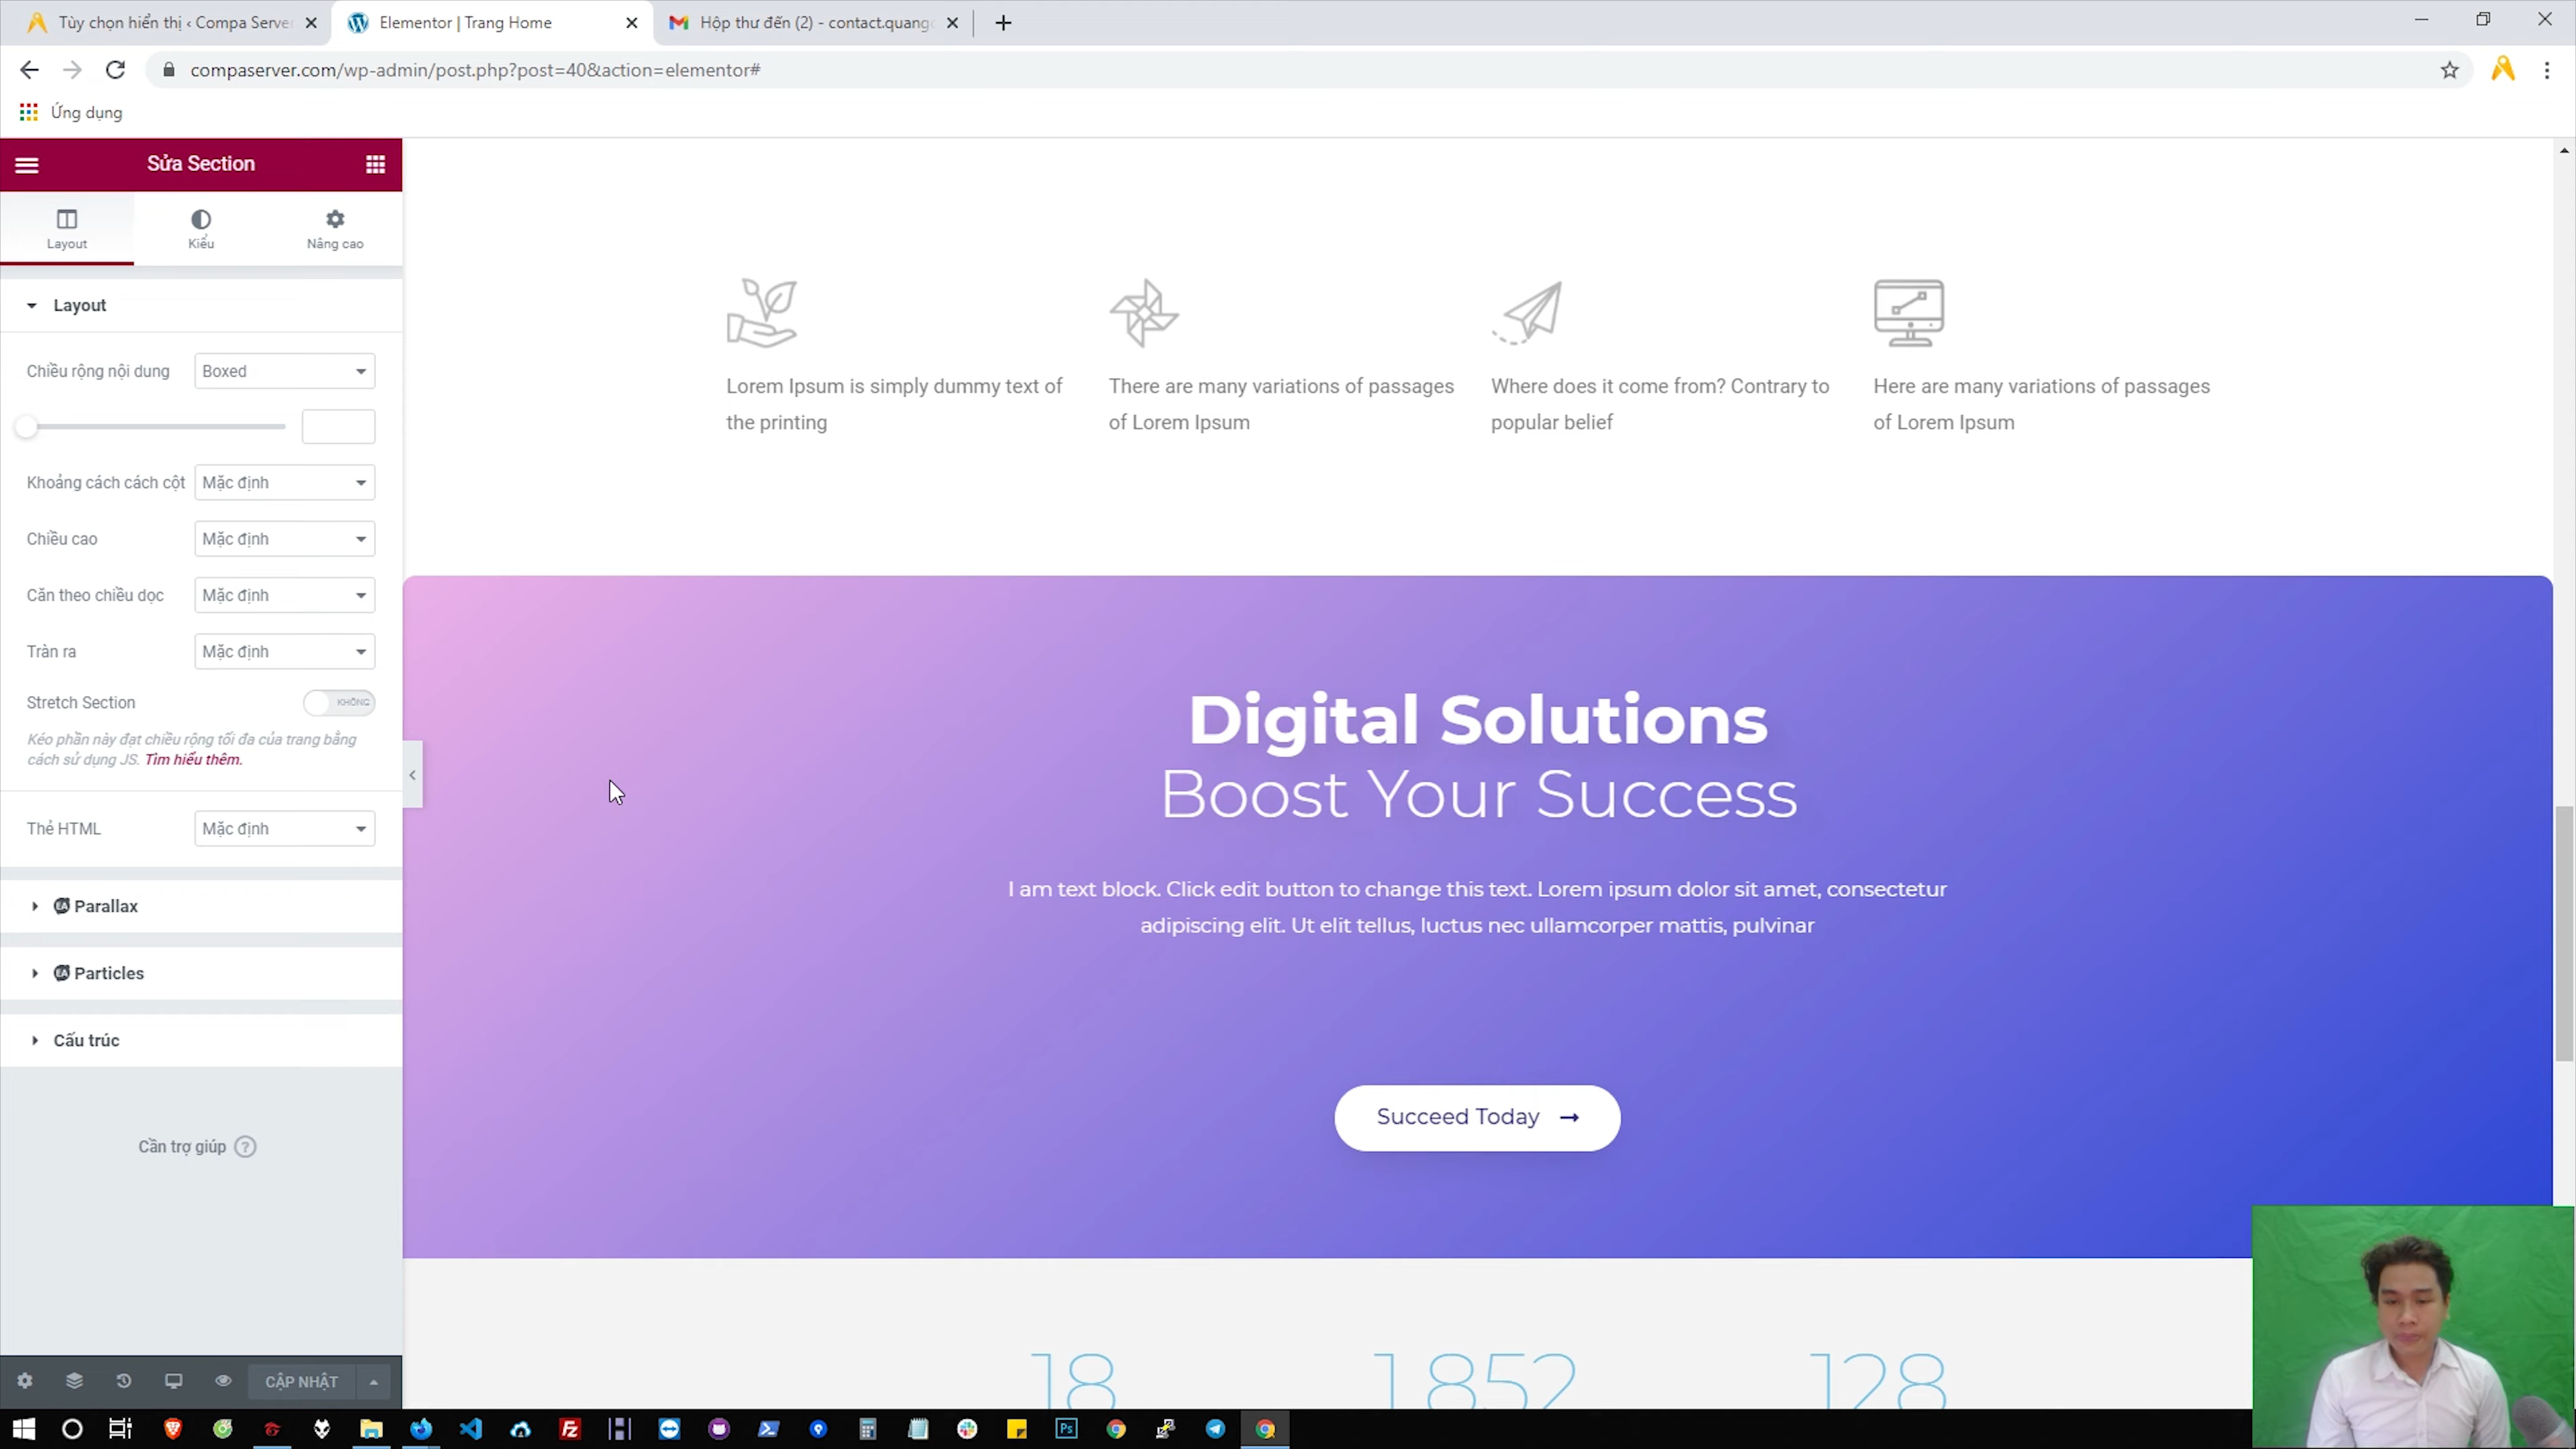 Tùy chọn hiển thị ‹ Compa Server
Elementor | Trang Home
Hộp thư đến (2) - contact.quang
compaserver.com/wp-admin/post.php?post=40&action=elementor#
Ứng dụng
Sửa Section
Layout
Kiểu
Nâng cao
Layout
Chiều rộng nội dung
Boxed
Khoảng cách cách cột
Mặc định
Chiều cao
Mặc định
Căn theo chiều dọc
Mặc định
Tràn ra
Mặc định
Stretch Section
KHÔNG
Kéo phần này đạt chiều rộng tối đa của trang bằng
cách sử dụng JS. Tìm hiểu thêm.
Thẻ HTML
Mặc định
Parallax
Particles
Cấu trúc
Cần trợ giúp ?
CẬP NHẬT
Lorem Ipsum is simply dummy text of
the printing
There are many variations of passages
of Lorem Ipsum
Where does it come from? Contrary to
popular belief
Here are many variations of passages
of Lorem Ipsum
Digital Solutions
Boost Your Success
I am text block. Click edit button to change this text. Lorem ipsum dolor sit amet, consectetur
adipiscing elit. Ut elit tellus, luctus nec ullamcorper mattis, pulvinar
Succeed Today
18
1 852
128
Fz
Ps